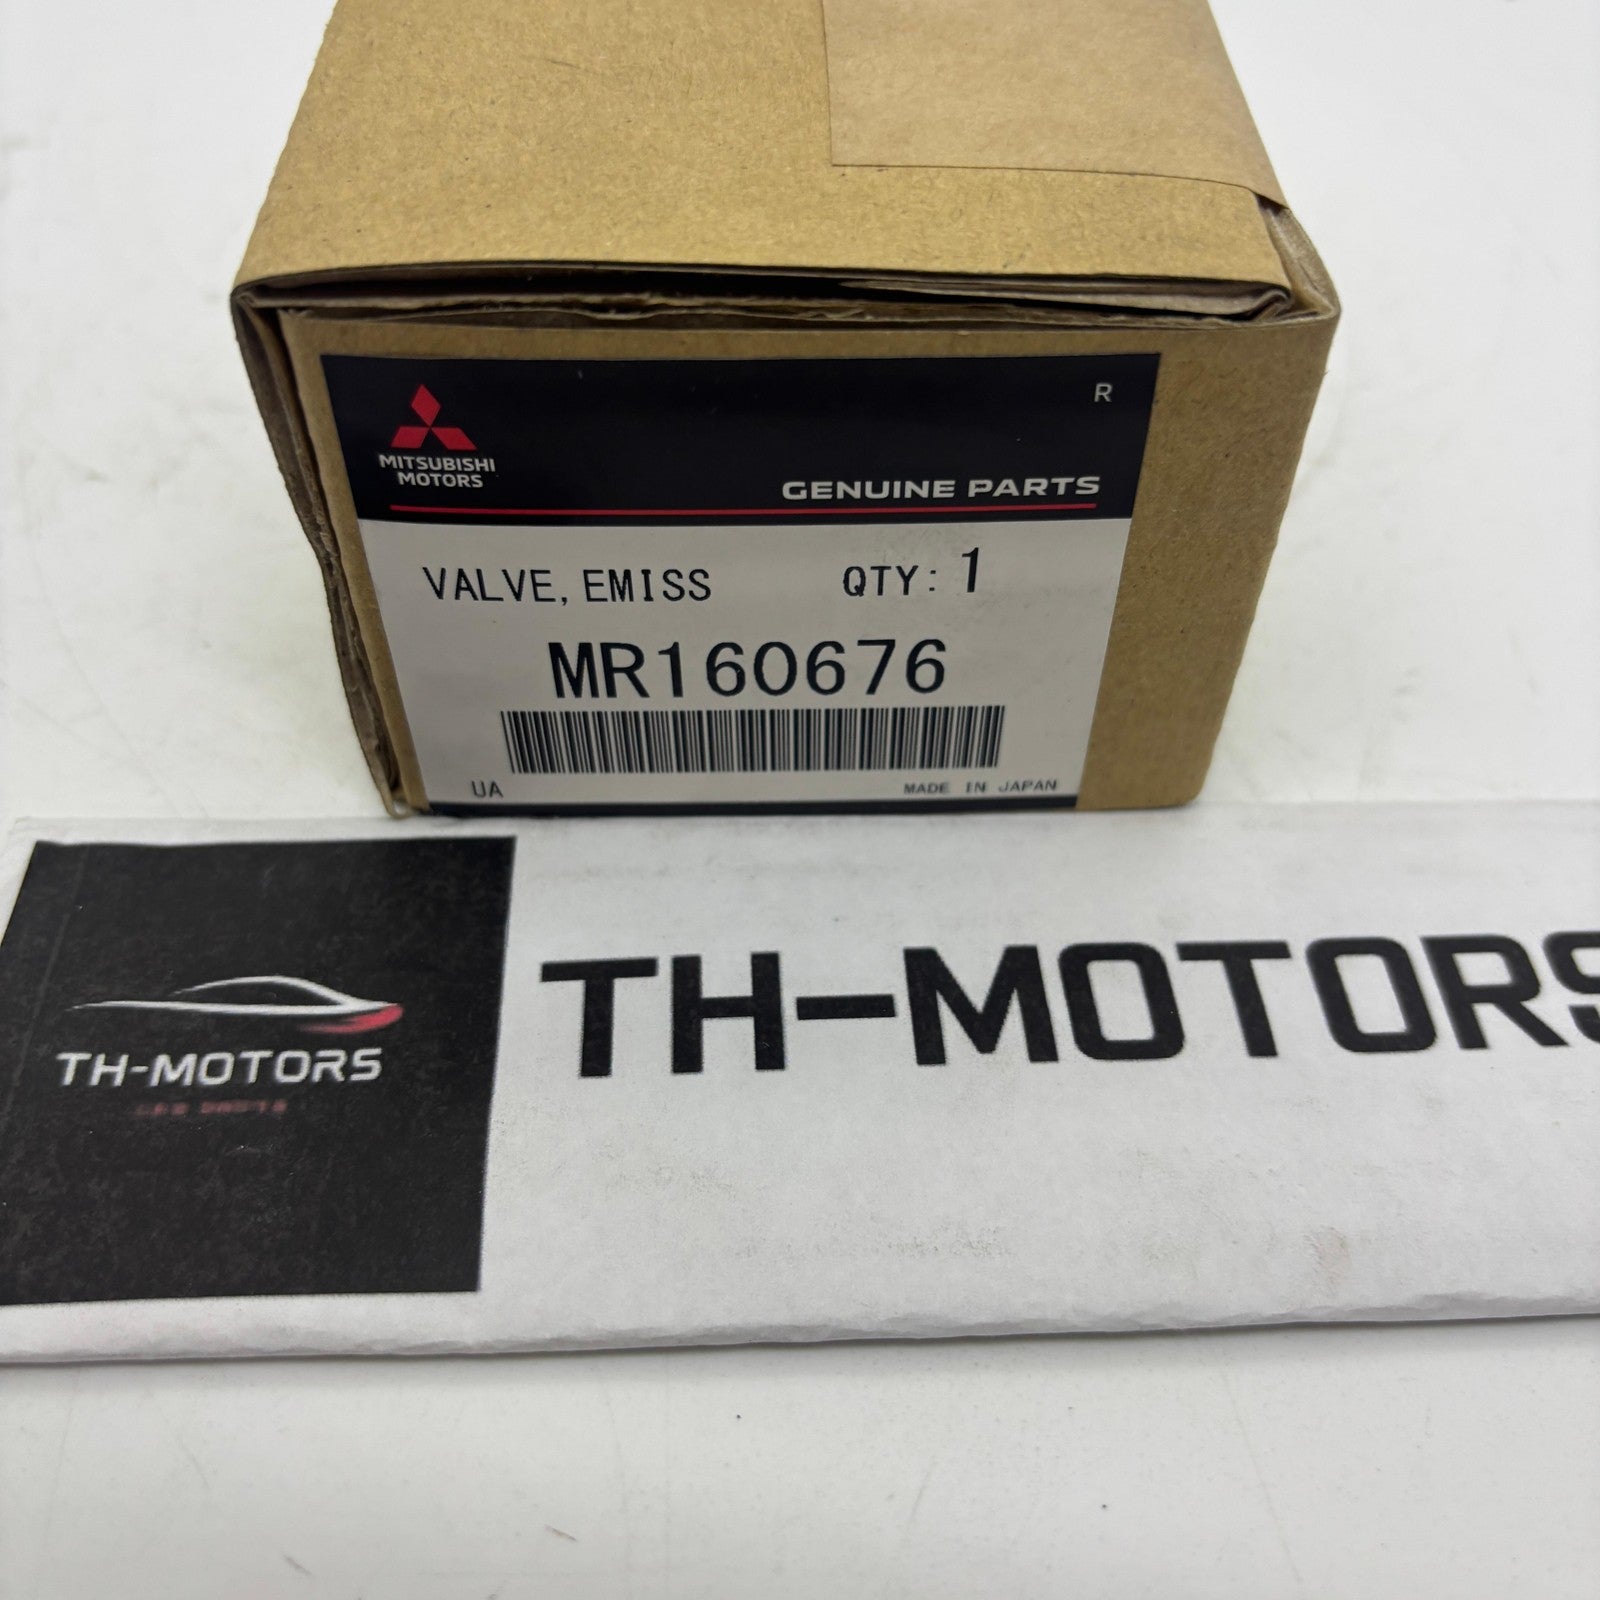 R
MITSUBISHI
MOTORS
GENUINE PARTS
VALVE, EMISS QTY: 1
MR160676
UA MADE IN JAPAN
TH-MOTORS
TH-MOTORS